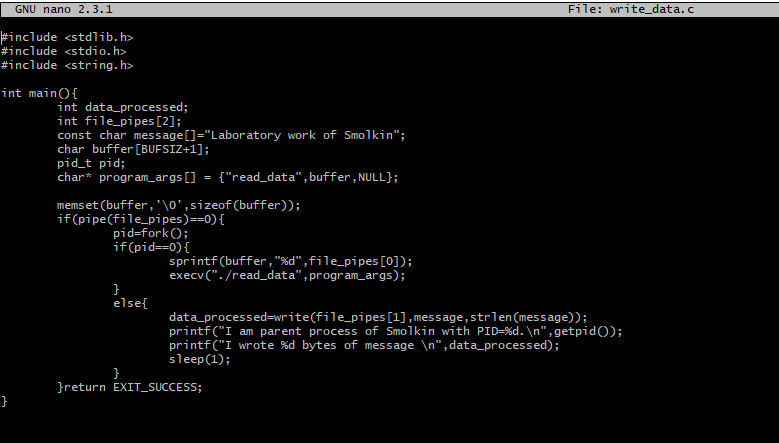 GNU nano 2.3.1 File: write_data.c
#include <stdlib.h>
#include <stdio.h>
#include <string.h>
int main(){
        int data_processed;
        int file_pipes[2];
        const char message[]="Laboratory work of Smolkin";
        char buffer[BUFSIZ+1];
        pid_t pid;
        char* program_args[] = {"read_data",buffer,NULL};
        memset(buffer,'\0',sizeof(buffer));
        if(pipe(file_pipes)==0){
                pid=fork();
                if(pid==0){
                        sprintf(buffer,"%d",file_pipes[0]);
                        execv("./read_data",program_args);
                }
                else{
                        data_processed=write(file_pipes[1],message,strlen(message));
                        printf("I am parent process of Smolkin with PID=%d.\n",getpid());
                        printf("I wrote %d bytes of message \n",data_processed);
                        sleep(1);
                }
        }return EXIT_SUCCESS;
}